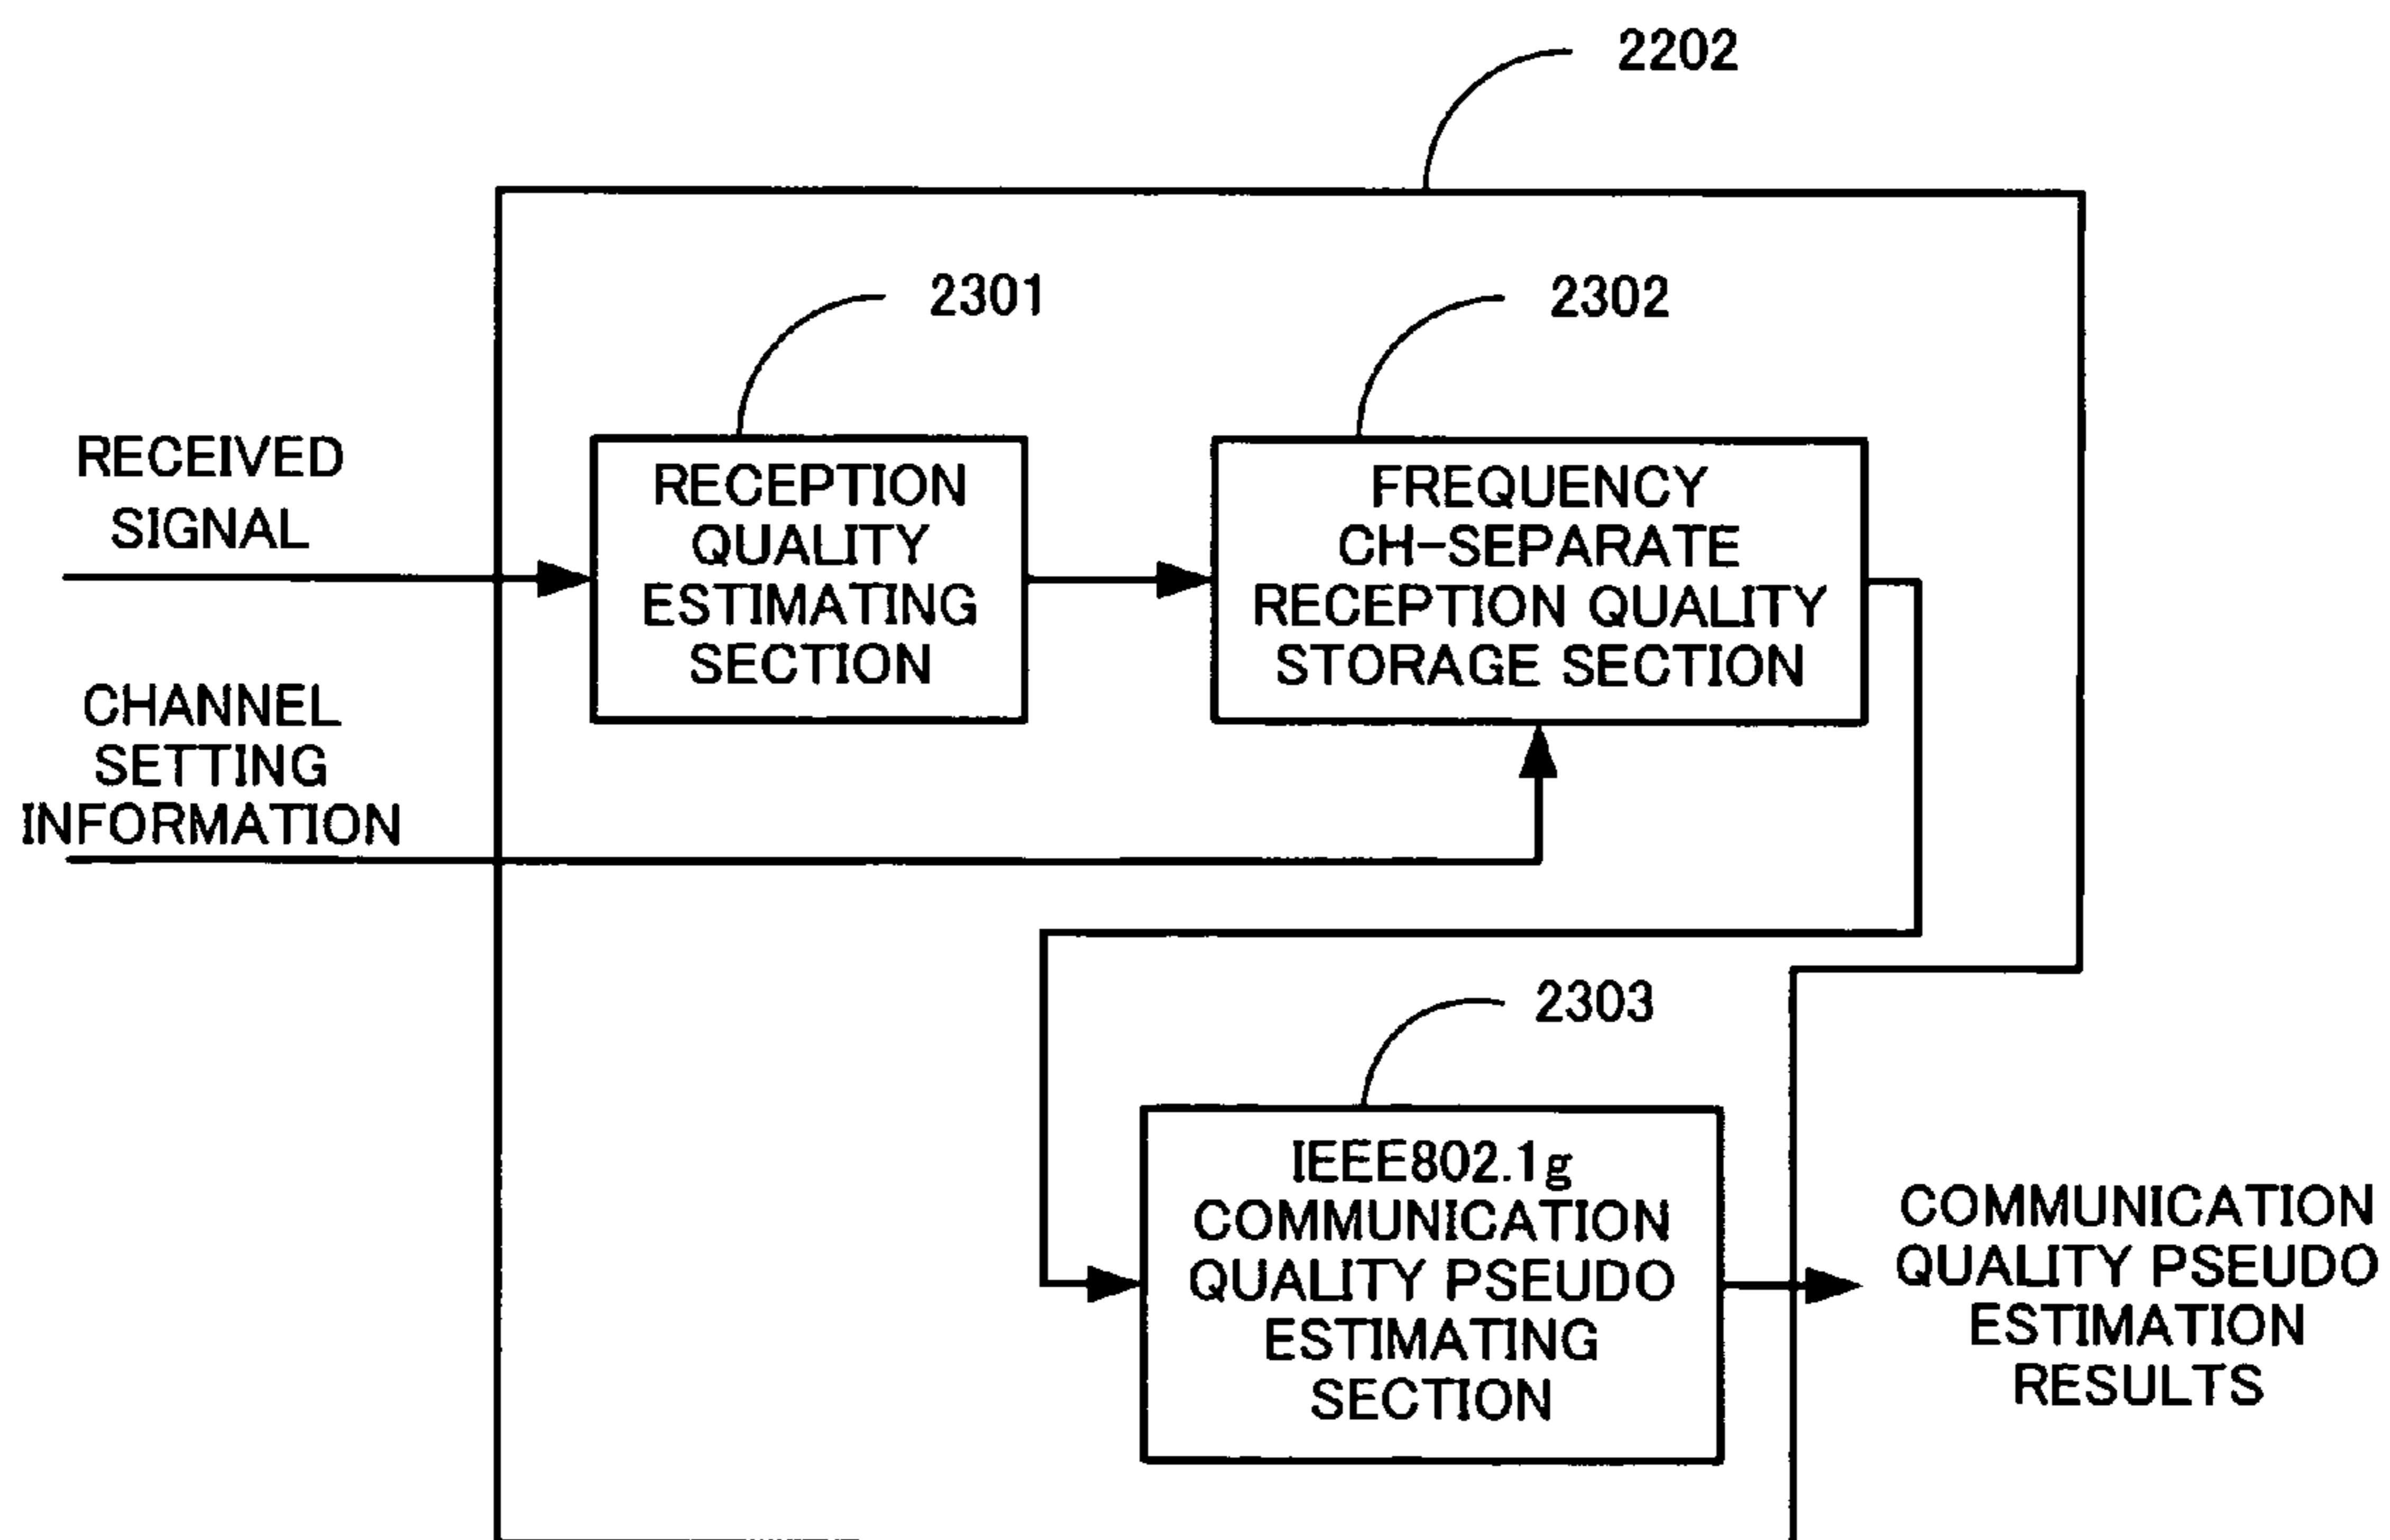 2202
2301
2302
RECEIVED
SIGNAL
RECEPTION
QUALITY
ESTIMATING
SECTION
FREQUENCY
CH-SEPARATE
RECEPTION QUALITY
STORAGE SECTION
CHANNEL
SETTING
INFORMATION
2303
IEEE802.1g
COMMUNICATION
QUALITY PSEUDO
ESTIMATING
SECTION
COMMUNICATION
QUALITY PSEUDO
ESTIMATION
RESULTS